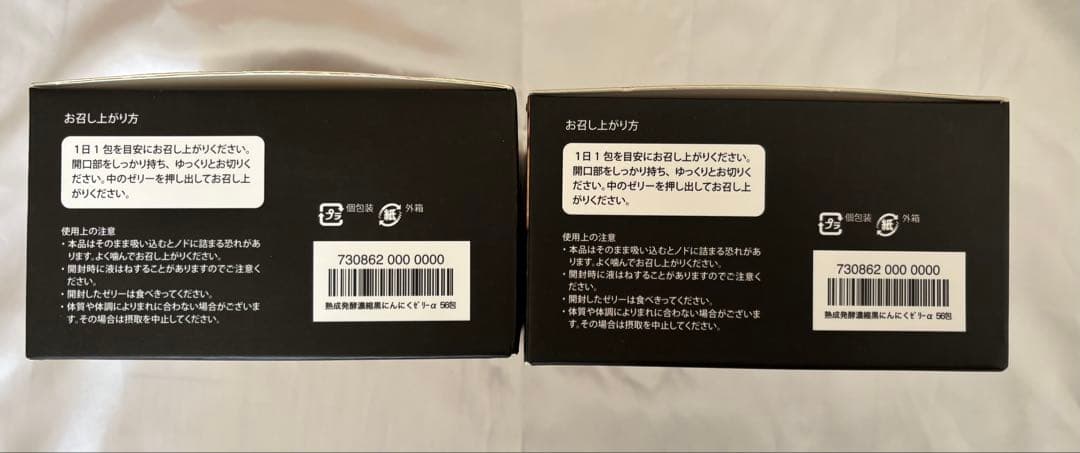 お召し上がり方
1日1包を目安にお召し上がりください。
開口部をしっかり持ち、ゆっくりとお切りく
ださい。中のゼリーを押し出してお召し上
がりください。
プラ 個包装 紙 外箱
使用上の注意
・本品はそのまま吸い込むとノドに詰まる恐れがあ
ります。よく噛んでお召し上がりください。
・開封時に液はねすることがありますのでご注意く
ださい。
・開封したゼリーは食べきってください。
・体質や体調によりまれに合わない場合がございま
す。その場合は摂取を中止してください。
730862 000 0000
熟成発酵濃縮黒にんにくゼリーα 56包
お召し上がり方
1日1包を目安にお召し上がりください。
開口部をしっかり持ち、ゆっくりとお切りく
ださい。中のゼリーを押し出してお召し上
がりください。
プラ 個包装 紙 外箱
使用上の注意
・本品はそのまま吸い込むとノドに詰まる恐れがあ
ります。よく噛んでお召し上がりください。
・開封時に液はねすることがありますのでご注意く
ださい。
・開封したゼリーは食べきってください。
・体質や体調によりまれに合わない場合がございま
す。その場合は摂取を中止してください。
730862 000 0000
熟成発酵濃縮黒にんにくゼリーα 56包